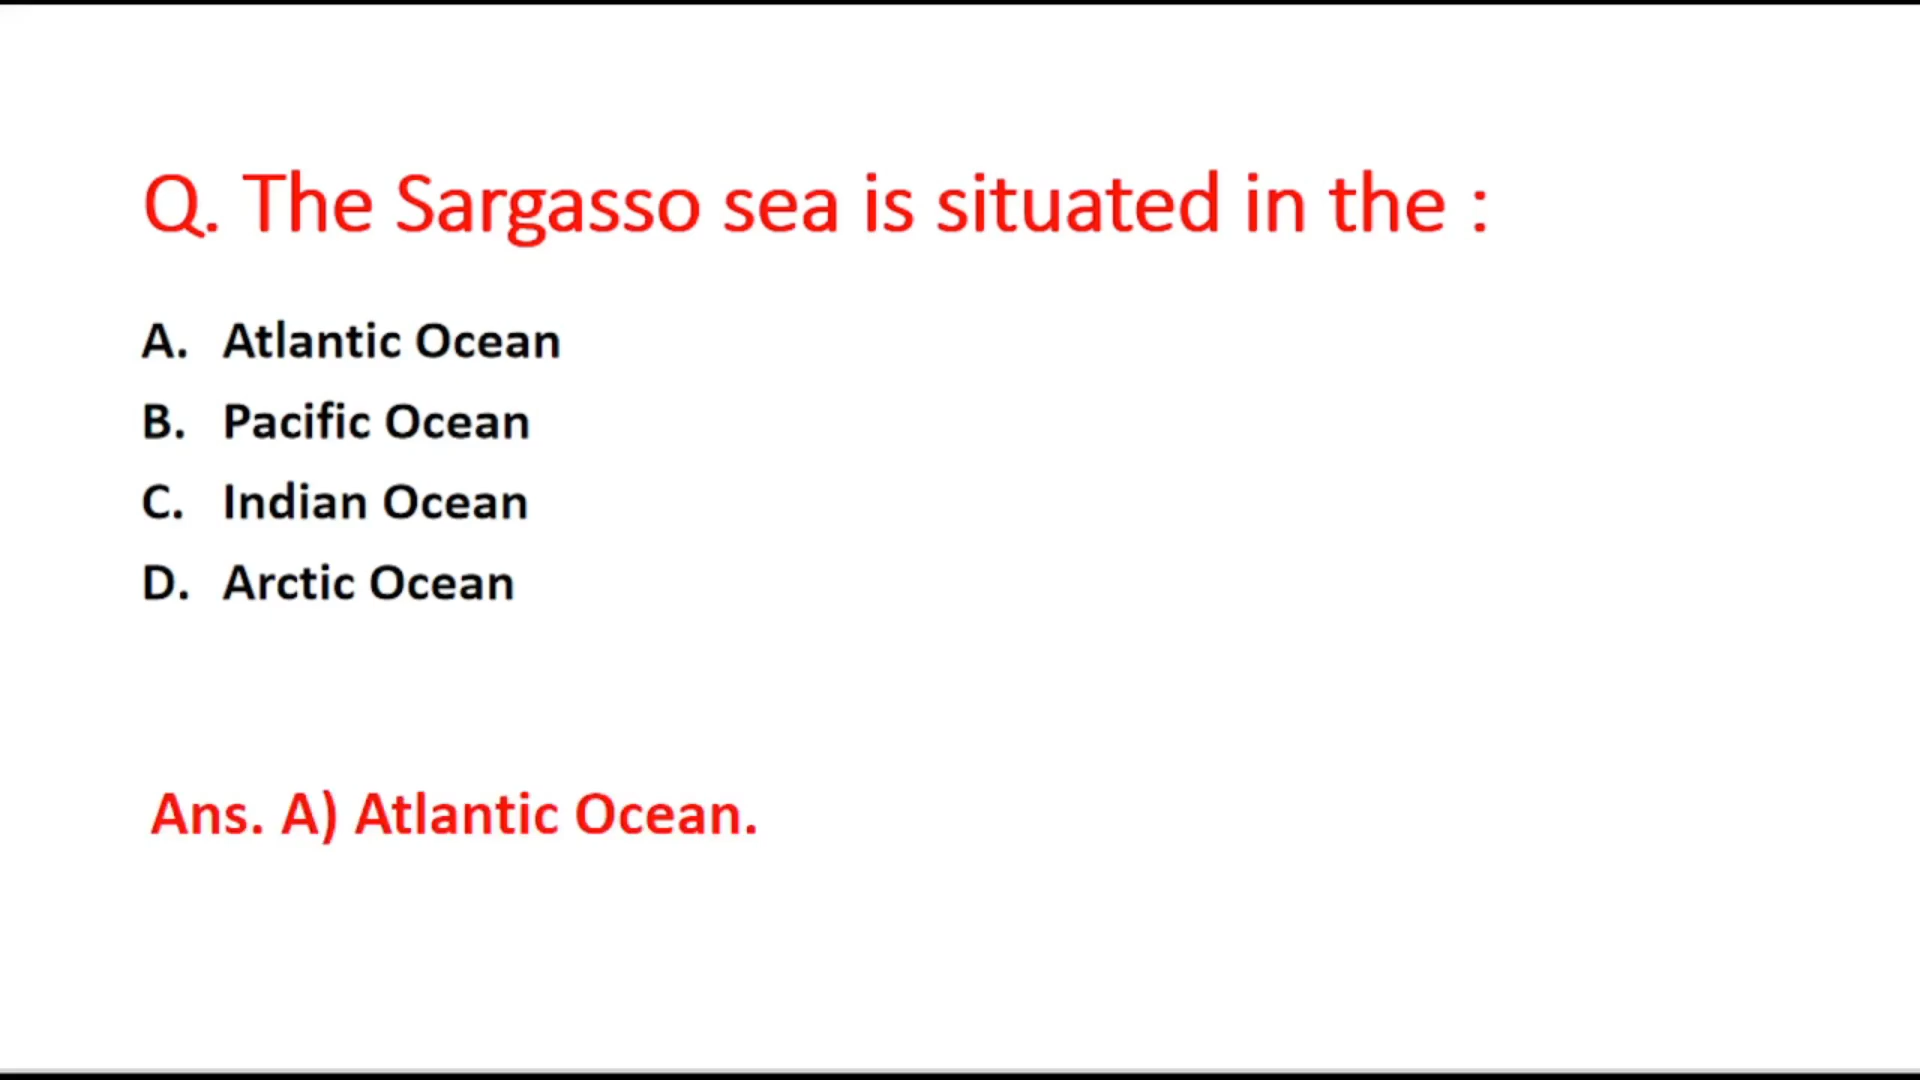 Q. The Sargasso sea is situated in the :
A. Atlantic Ocean
B. Pacific Ocean
C. Indian Ocean
D. Arctic Ocean
Ans. A) Atlantic Ocean.